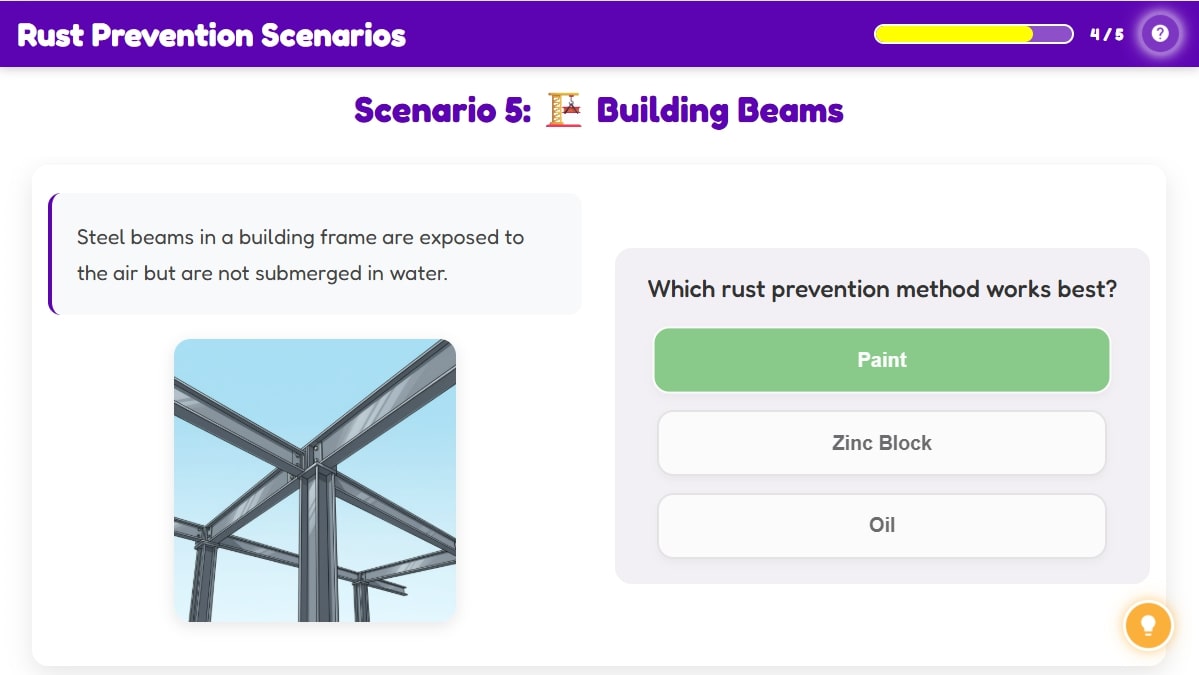 Rust Prevention Scenarios
4 / 5
?
Scenario 5: 🏗️ Building Beams
Steel beams in a building frame are exposed to
the air but are not submerged in water.
Which rust prevention method works best?
Paint
Zinc Block
Oil